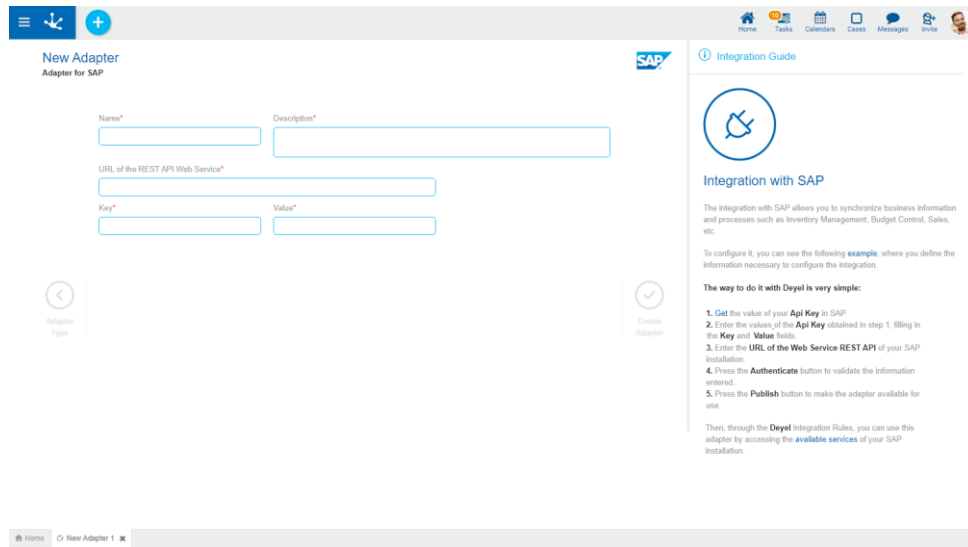 10
Home Tasks Calendars Cases Messages Invite
New Adapter
Adapter for SAP
SAP
Name* Description*
URL of the REST API Web Service*
Key* Value*
Adapter
Type
Create
Adapter
Integration Guide
Integration with SAP
The integration with SAP allows you to synchronize business information
and processes such as Inventory Management, Budget Control, Sales,
etc.
To configure it, you can see the following example, where you define the
information necessary to configure the integration.
The way to do it with Deyel is very simple:
1. Get the value of your Api Key in SAP.
2. Enter the values of the Api Key obtained in step 1, filling in
the Key and Value fields.
3. Enter the URL of the Web Service REST API of your SAP
installation.
4. Press the Authenticate button to validate the information
entered.
5. Press the Publish button to make the adapter available for
use.
Then, through the Deyel Integration Rules, you can use this
adapter by accessing the available services of your SAP
installation.
Home New Adapter 1